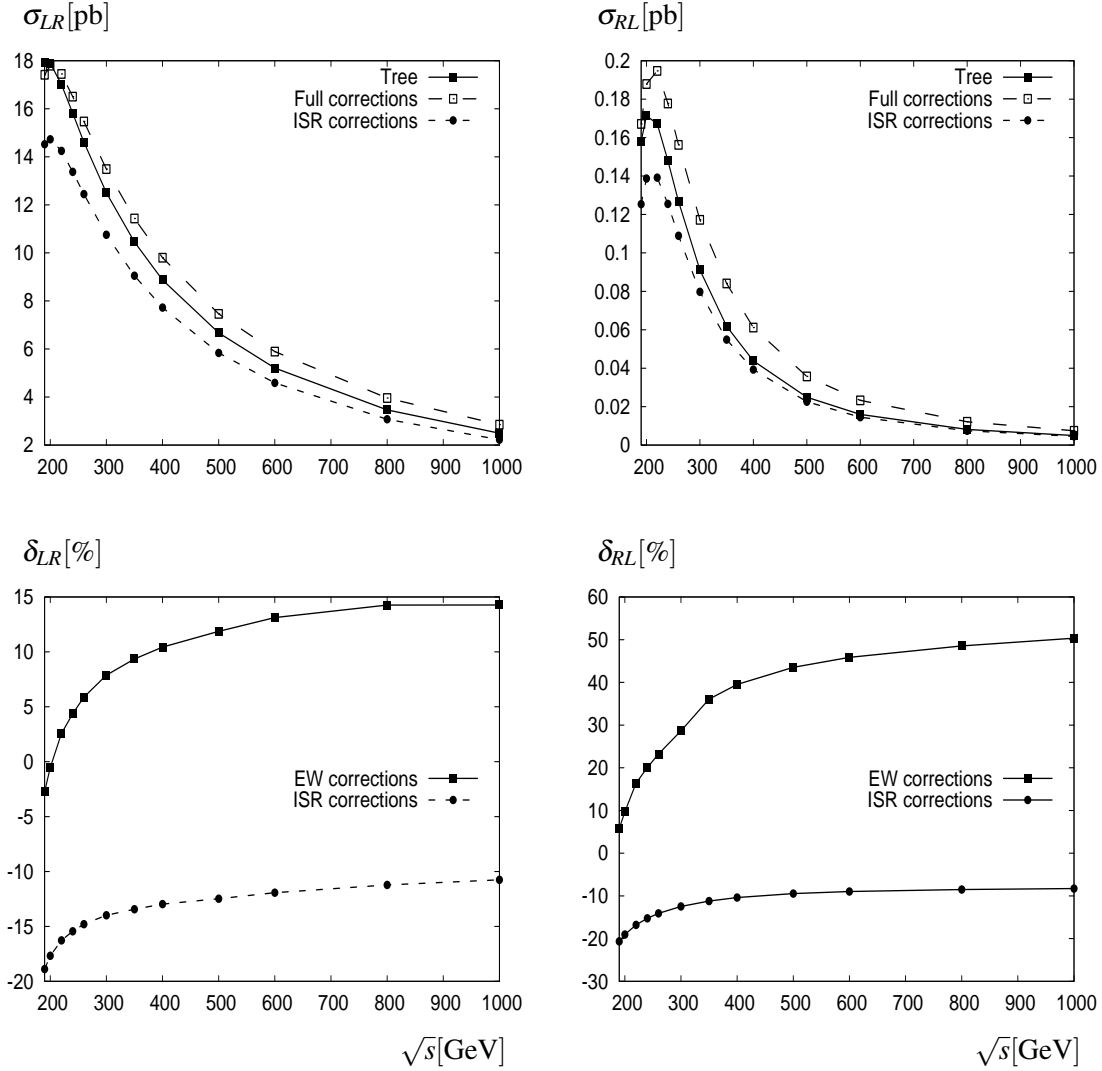 σ_LR[pb]
18
16
14
12
10
8
6
4
2
Tree
Full corrections
ISR corrections
200 300 400 500 600 700 800 900 1000
σ_RL[pb]
0.2
0.18
0.16
0.14
0.12
0.1
0.08
0.06
0.04
0.02
0
Tree
Full corrections
ISR corrections
200 300 400 500 600 700 800 900 1000
δ_LR[%]
15
10
5
0
-5
-10
-15
-20
EW corrections
ISR corrections
200 300 400 500 600 700 800 900 1000
√s[GeV]
δ_RL[%]
60
50
40
30
20
10
0
-10
-20
-30
EW corrections
ISR corrections
200 300 400 500 600 700 800 900 1000
√s[GeV]